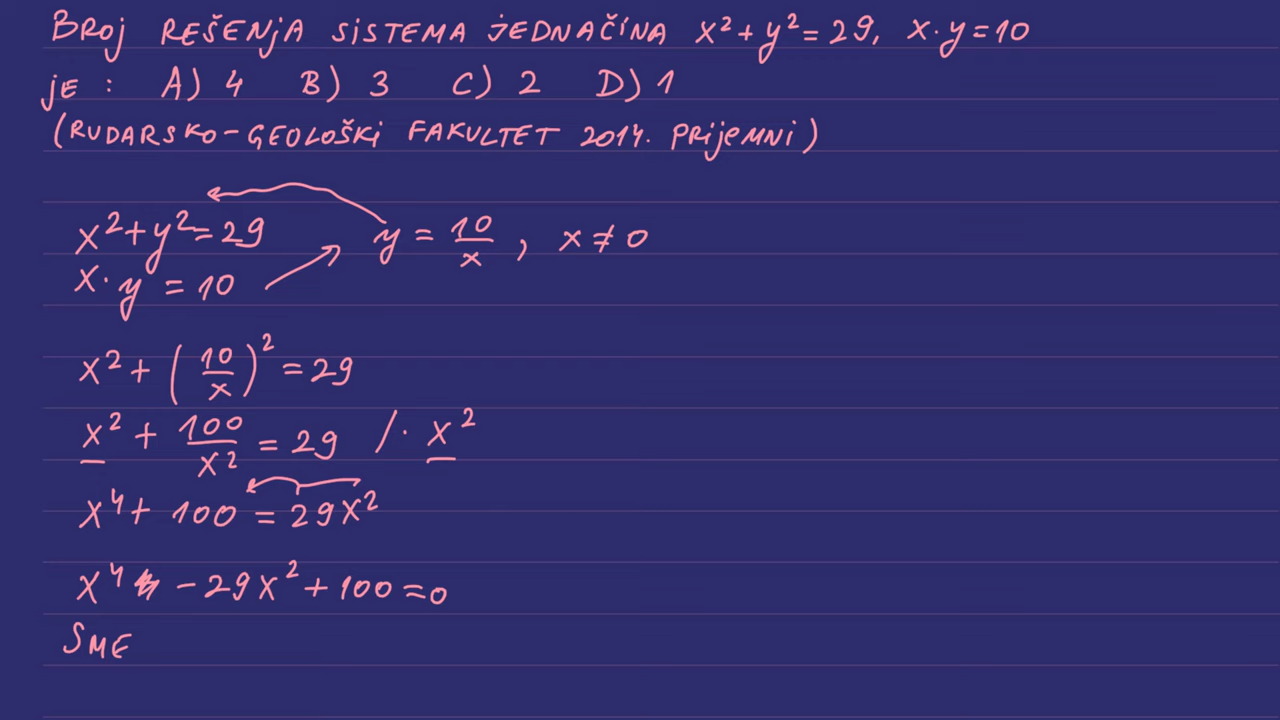 BROJ REŠENJA SISTEMA JEDNAČINA x²+y²=29, x·y=10
je : A) 4 B) 3 C) 2 D) 1
(RUDARSKO-GEOLOŠKI FAKULTET 2014. PRIJEMNI)
x²+y²=29 y = 10/x , x≠0
x·y = 10
x²+(10/x)²=29
x² + 100/x² = 29 /· x²
x⁴+ 100 = 29x²
x⁴ -29x²+100=0
SME